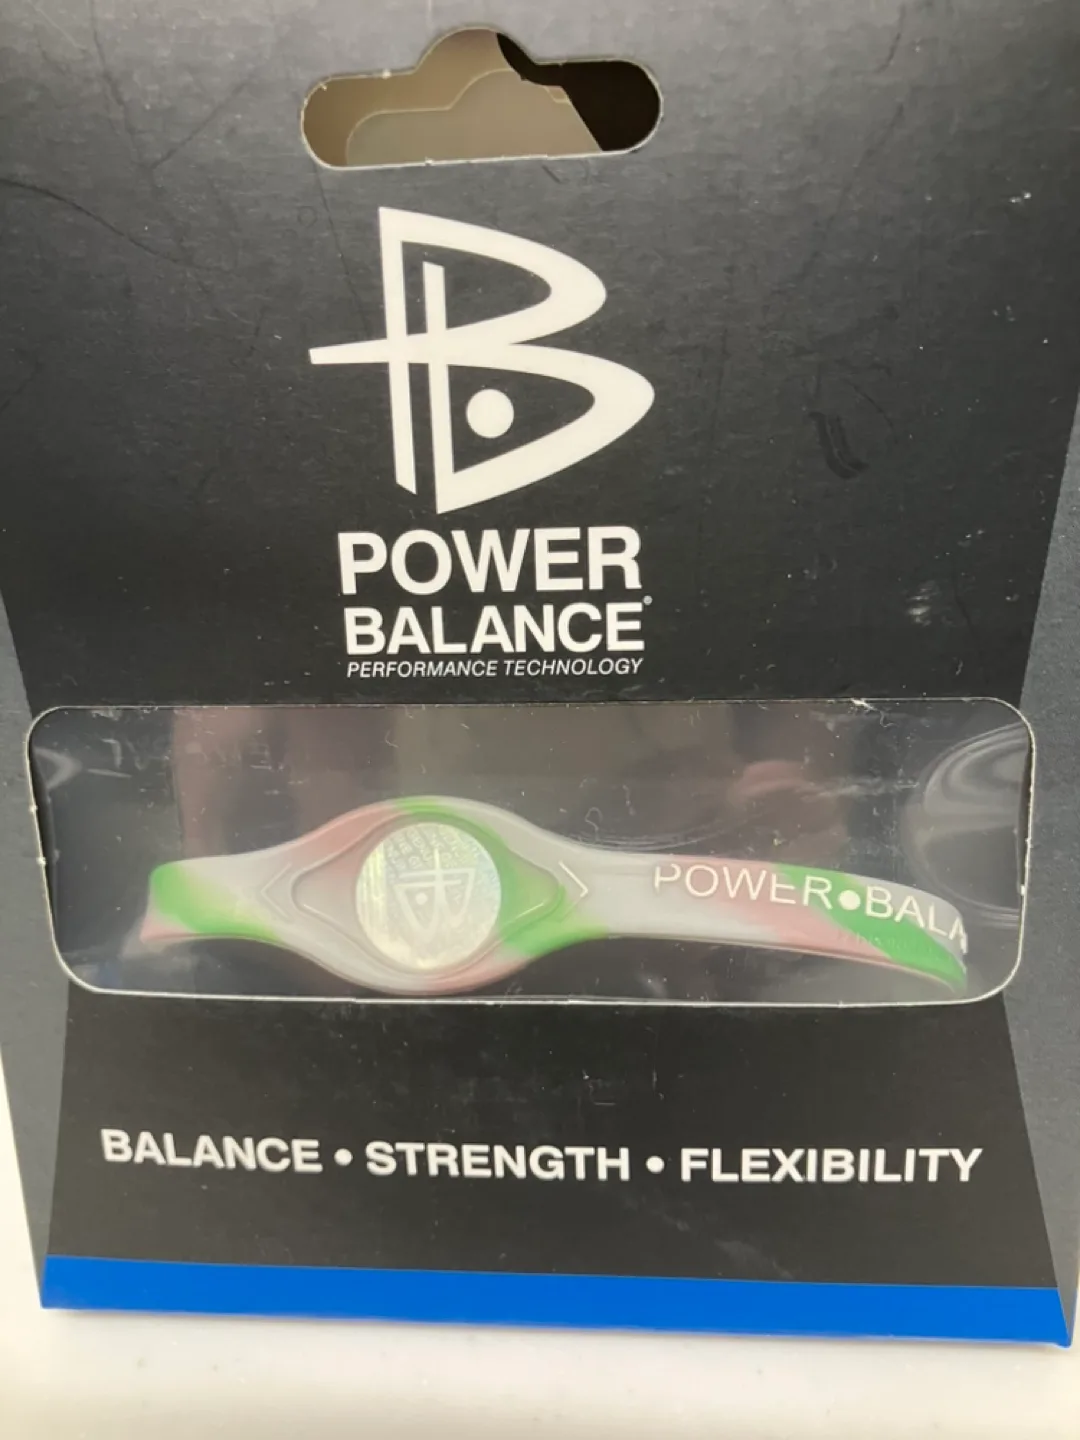 POWER
BALANCE®
PERFORMANCE TECHNOLOGY
POWER•BALA
BALANCE • STRENGTH • FLEXIBILITY